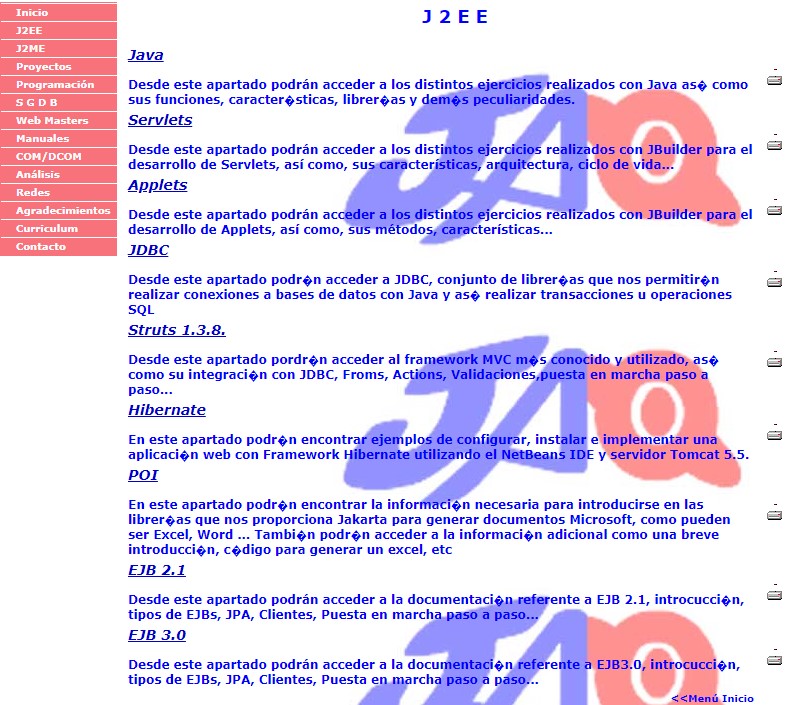 Inicio
J2EE
J2ME
Proyectos
Programación
S G D B
Web Masters
Manuales
COM/DCOM
Análisis
Redes
Agradecimientos
Curriculum
Contacto
J 2 E E
Java
Desde este apartado podrán acceder a los distintos ejercicios realizados con Java as� como
sus funciones, caracter�sticas, librer�as y dem�s peculiaridades.
Servlets
Desde este apartado podrán acceder a los distintos ejercicios realizados con JBuilder para el
desarrollo de Servlets, así como, sus características, arquitectura, ciclo de vida...
Applets
Desde este apartado podrán acceder a los distintos ejercicios realizados con JBuilder para el
desarrollo de Applets, así como, sus métodos, características...
JDBC
Desde este apartado podr�n acceder a JDBC, conjunto de librer�as que nos permitir�n
realizar conexiones a bases de datos con Java y as� realizar transacciones u operaciones
SQL
Struts 1.3.8.
Desde este apartado pordr�n acceder al framework MVC m�s conocido y utilizado, as�
como su integraci�n con JDBC, Froms, Actions, Validaciones,puesta en marcha paso a
paso...
Hibernate
En este apartado podr�n encontrar ejemplos de configurar, instalar e implementar una
aplicaci�n web con Framework Hibernate utilizando el NetBeans IDE y servidor Tomcat 5.5.
POI
En este apartado podr�n encontrar la informaci�n necesaria para introducirse en las
librer�as que nos proporciona Jakarta para generar documentos Microsoft, como pueden
ser Excel, Word ... Tambi�n podr�n acceder a la informaci�n adicional como una breve
introducci�n, c�digo para generar un excel, etc
EJB 2.1
Desde este apartado podrán acceder a la documentaci�n referente a EJB 2.1, introcucci�n,
tipos de EJBs, JPA, Clientes, Puesta en marcha paso a paso...
EJB 3.0
Desde este apartado podrán acceder a la documentaci�n referente a EJB3.0, introcucci�n,
tipos de EJBs, JPA, Clientes, Puesta en marcha paso a paso...
<<Menú Inicio
JAQ
JAQ
JAQ